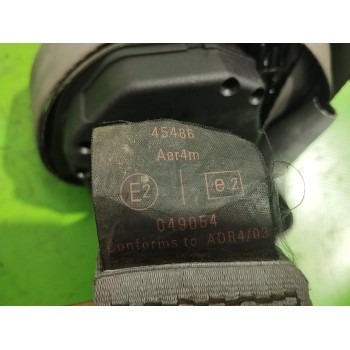 45486
Aer4m
E2 e2
049054
Conforms to ADR4/03